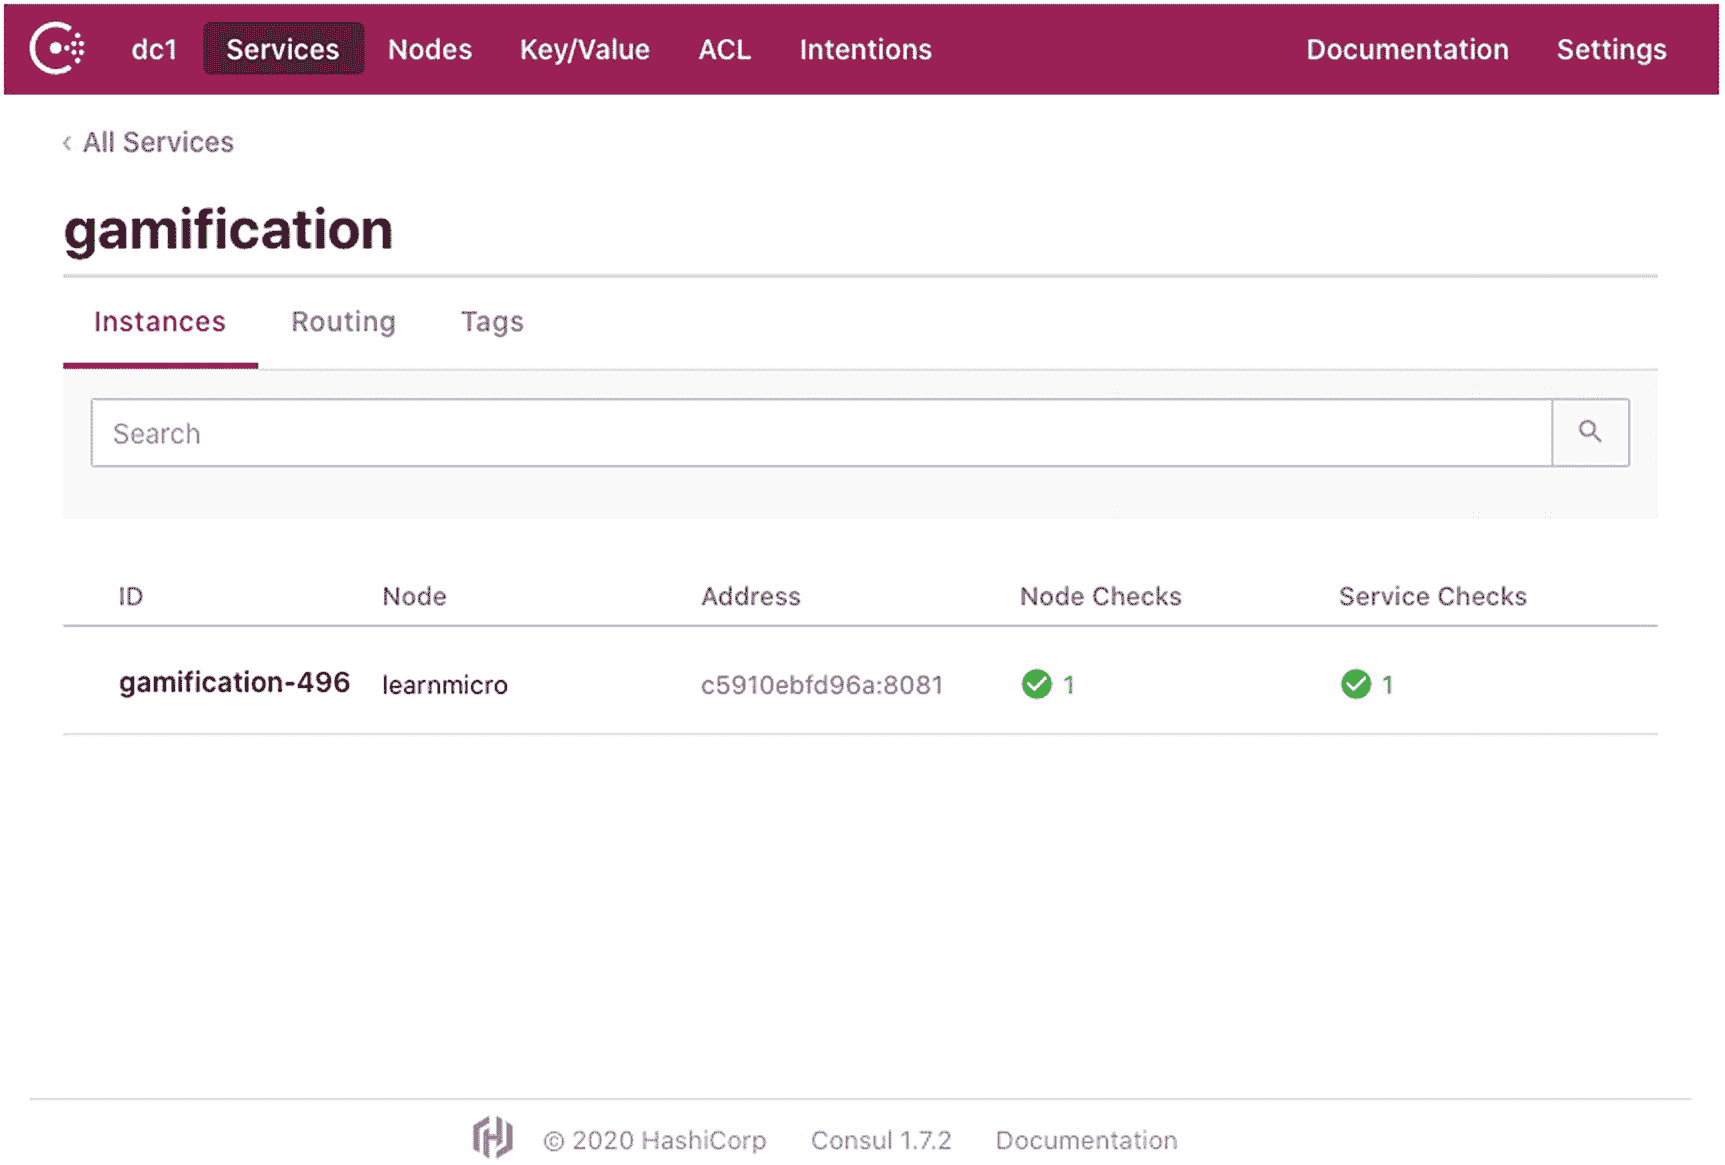 dc1 Services Nodes Key/Value ACL Intentions Documentation Settings
‹ All Services
gamification
Instances Routing Tags
Search
ID Node Address Node Checks Service Checks
gamification-496 learnmicro c5910ebfd96a:8081 1 1
© 2020 HashiCorp Consul 1.7.2 Documentation